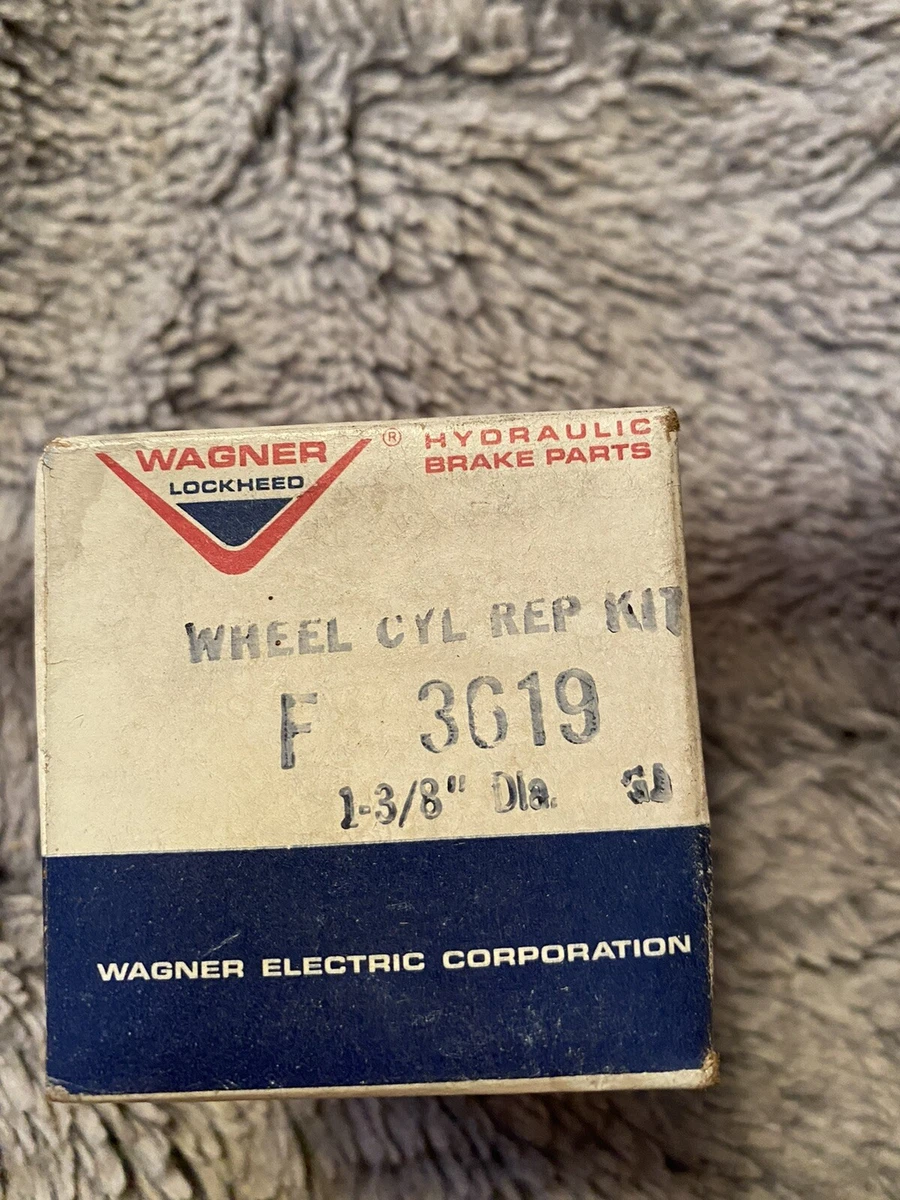 WAGNER ® HYDRAULIC
LOCKHEED BRAKE PARTS
WHEEL CYL REP KIT
F 3619
1-3/8" Dia.
WAGNER ELECTRIC CORPORATION